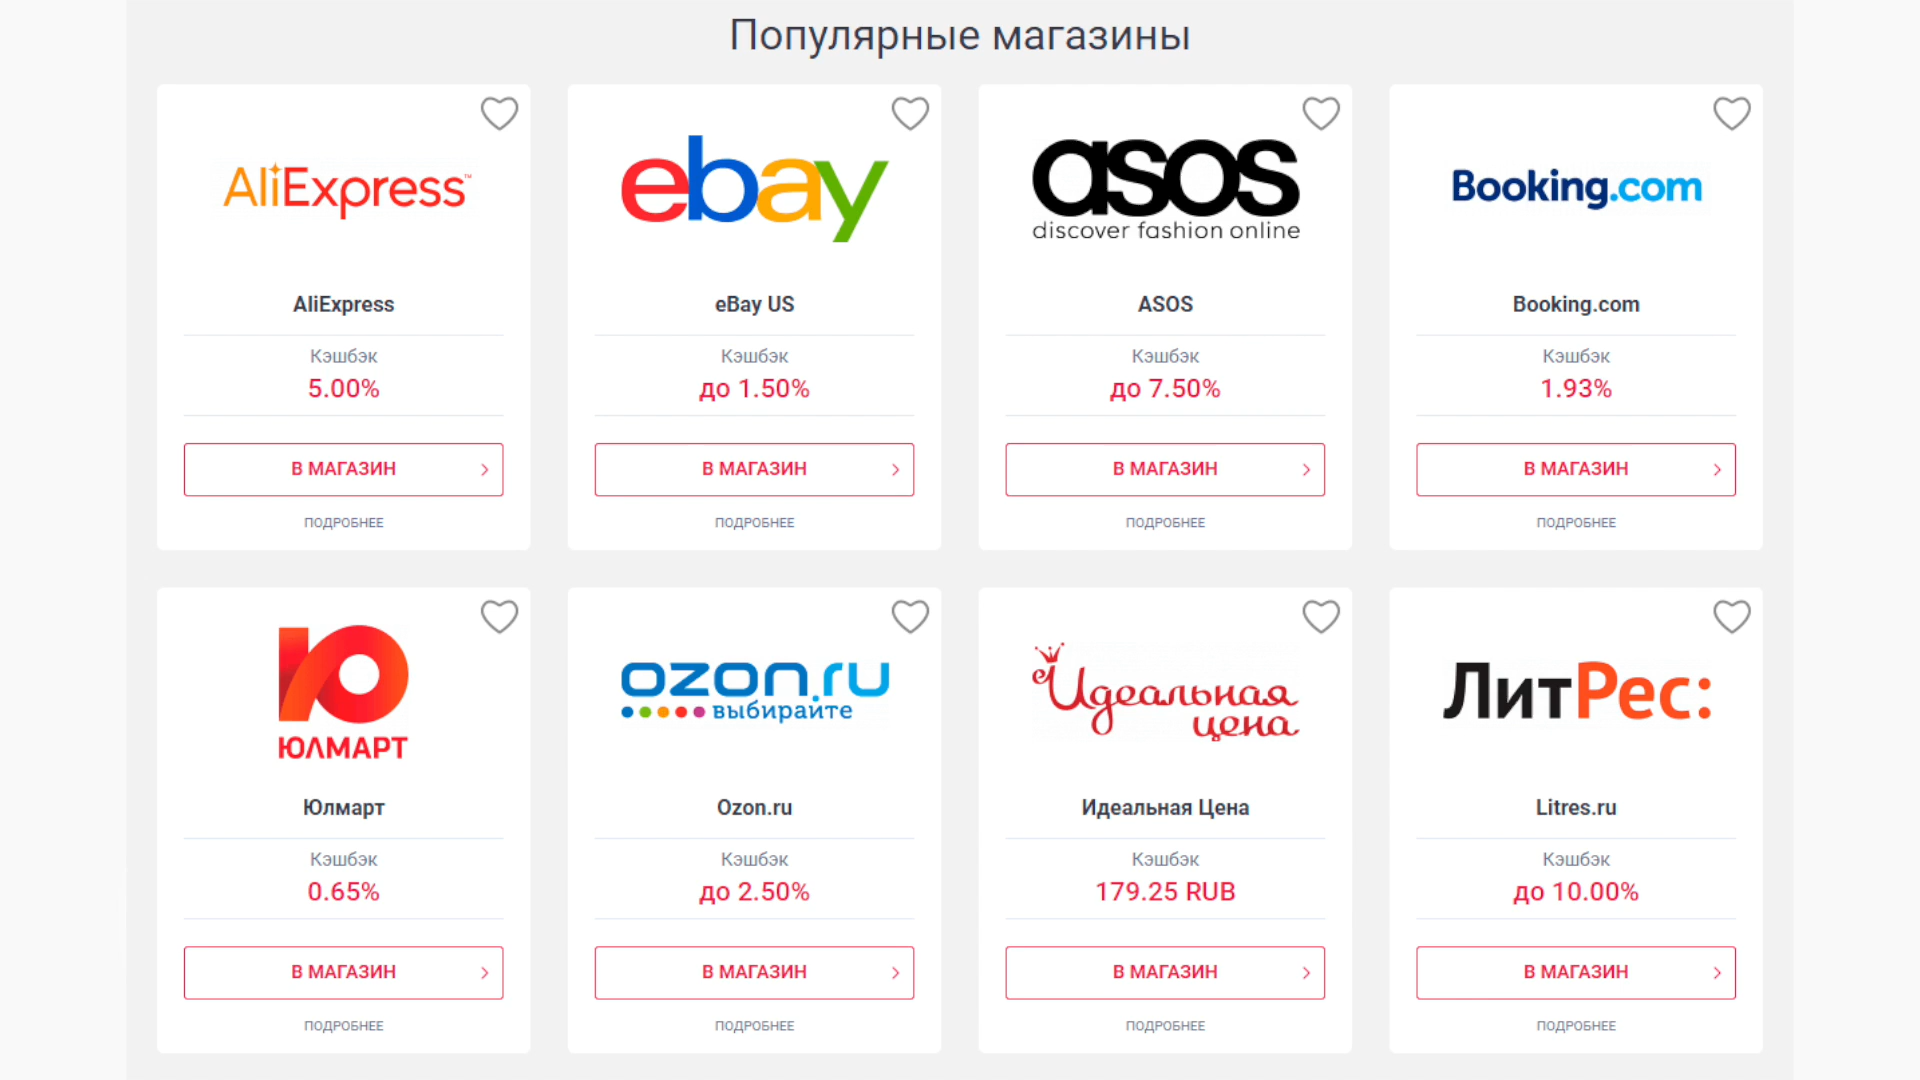 Популярные магазины
AliExpress™
ebay
asos
discover fashion online
Booking.com
AliExpress
eBay US
ASOS
Booking.com
Кэшбэк
Кэшбэк
Кэшбэк
Кэшбэк
5.00%
до 1.50%
до 7.50%
1.93%
В МАГАЗИН
В МАГАЗИН
В МАГАЗИН
В МАГАЗИН
ПОДРОБНЕЕ
ПОДРОБНЕЕ
ПОДРОБНЕЕ
ПОДРОБНЕЕ
Ю
ЮЛМАРТ
ozon.ru
выбирайте
Идеальная
цена
ЛитРес:
Юлмарт
Ozon.ru
Идеальная Цена
Litres.ru
Кэшбэк
Кэшбэк
Кэшбэк
Кэшбэк
0.65%
до 2.50%
179.25 RUB
до 10.00%
В МАГАЗИН
В МАГАЗИН
В МАГАЗИН
В МАГАЗИН
ПОДРОБНЕЕ
ПОДРОБНЕЕ
ПОДРОБНЕЕ
ПОДРОБНЕЕ